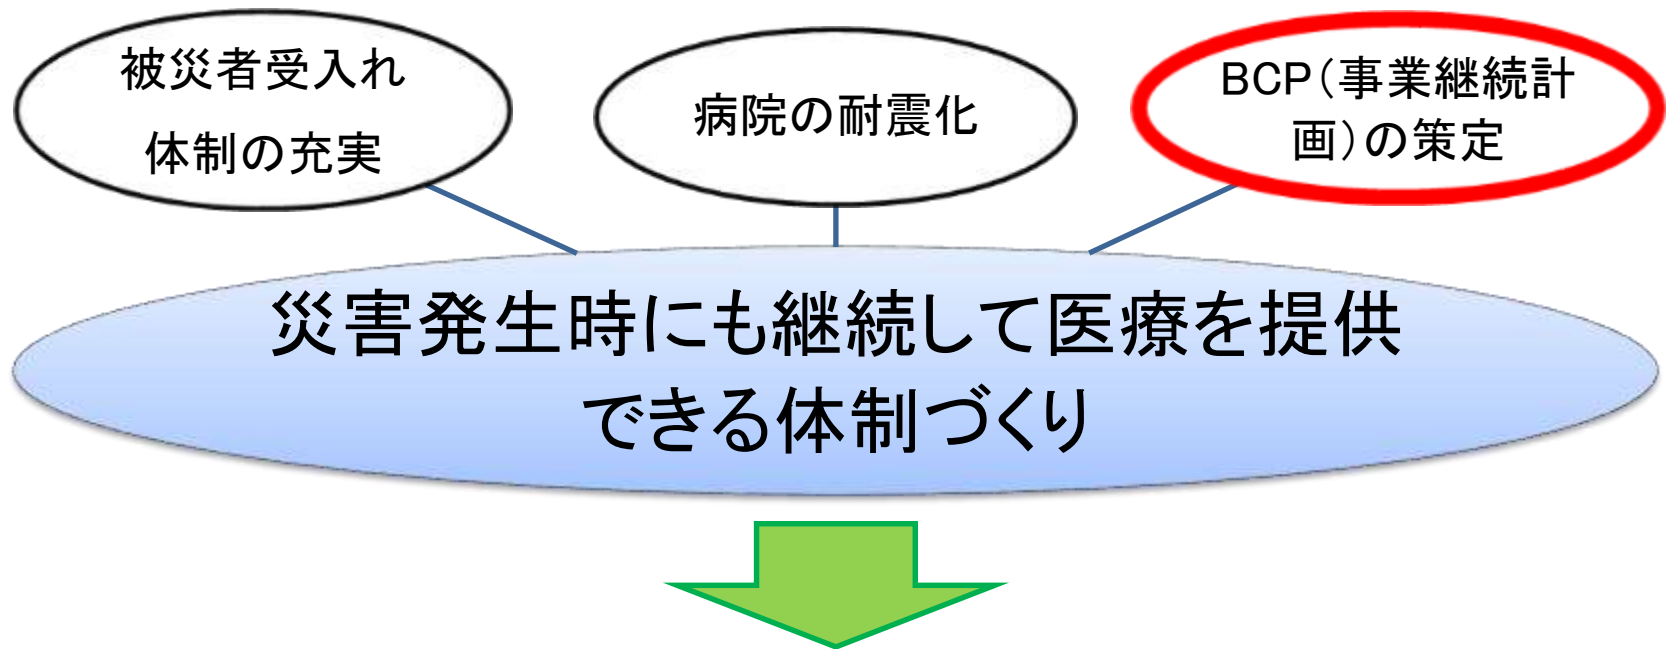 被災者受入れ
体制の充実
病院の耐震化
BCP（事業継続計
画）の策定
災害発生時にも継続して医療を提供
できる体制づくり